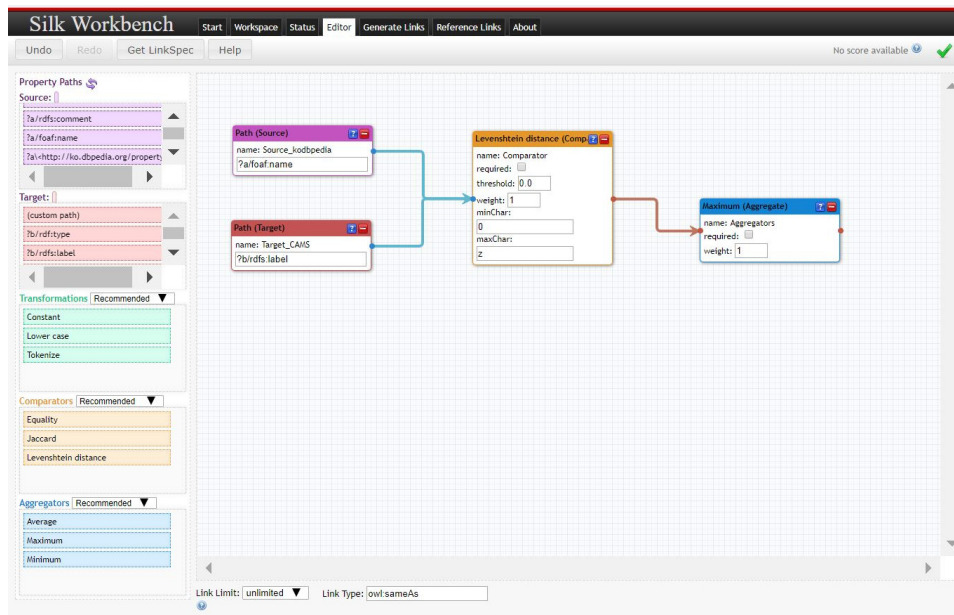 Silk Workbench
Start Workspace Status Editor Generate Links Reference Links About
Undo Redo Get LinkSpec Help
No score available
Property Paths
Source:
?a/rdfs:comment
?a/foaf:name
?a\<http://ko.dbpedia.org/property
Target:
(custom path)
?b/rdf:type
?b/rdfs:label
Transformations Recommended
Constant
Lower case
Tokenize
Comparators Recommended
Equality
Jaccard
Levenshtein distance
Aggregators Recommended
Average
Maximum
Minimum
Path (Source)
name: Source_kodbpedia
?a/foaf:name
Path (Target)
name: Target_CAMS
?b/rdfs:label
Levenshtein distance (Comp
name: Comparator
required:
threshold: 0.0
weight: 1
minChar:
0
maxChar:
z
Maximum (Aggregate)
name: Aggregators
required:
weight: 1
Link Limit: unlimited Link Type: owl:sameAs